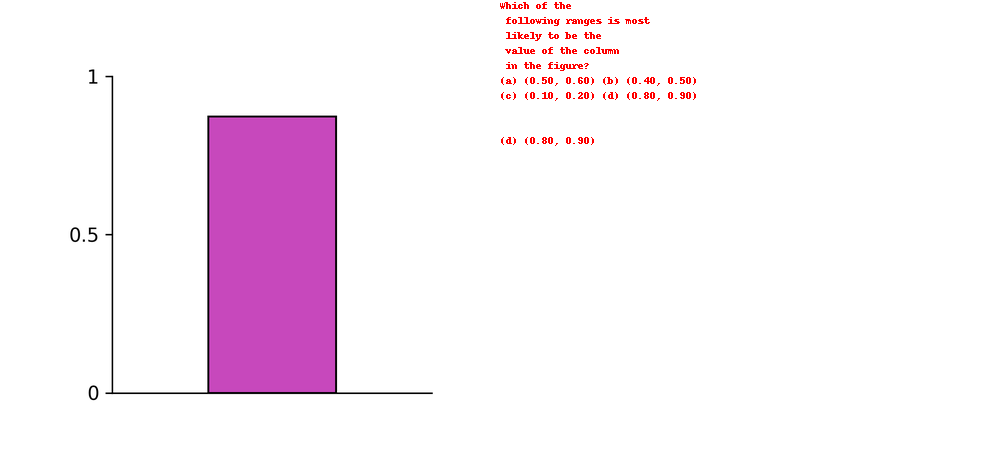 1
0.5
0
Which of the
following ranges is most
likely to be the
value of the column
in the figure?
(a) (0.50, 0.60) (b) (0.40, 0.50)
(c) (0.10, 0.20) (d) (0.80, 0.90)
(d) (0.80, 0.90)